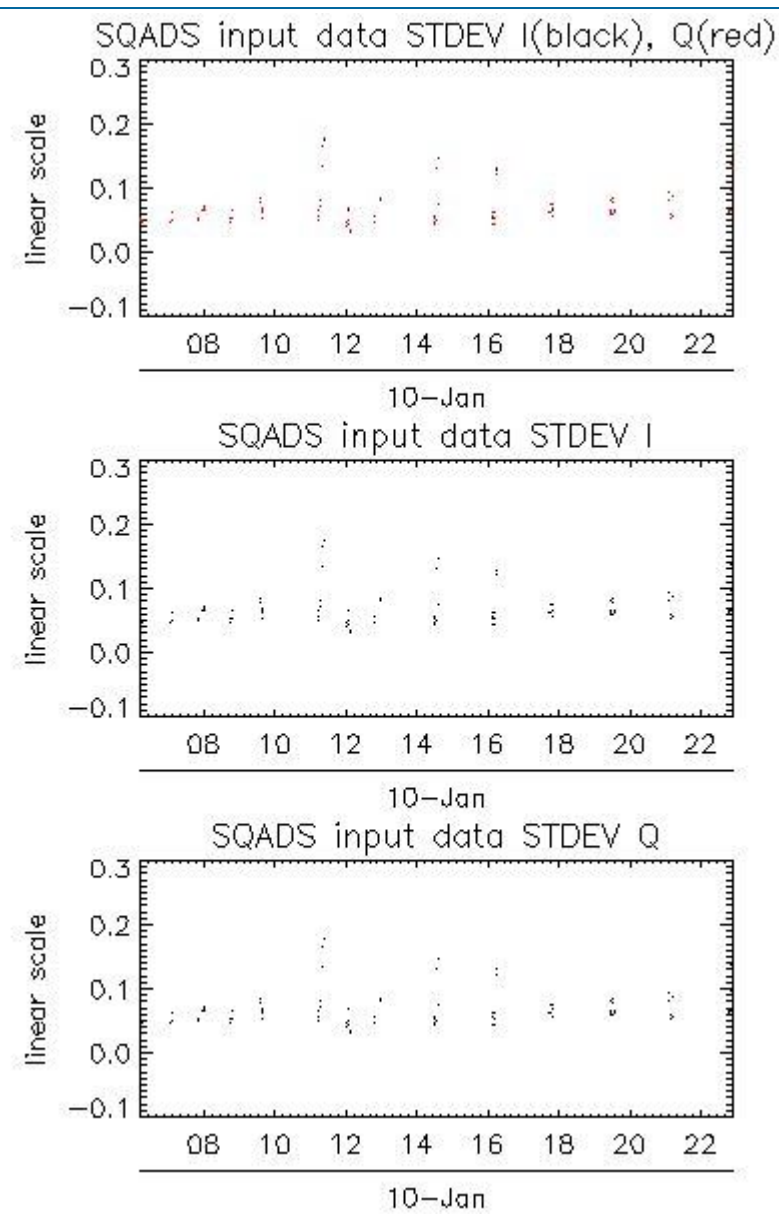 SQADS input data STDEV I(black), Q(red)
0.3
0.2
0.1
0.0
−0.1
linear scale
08 10 12 14 16 18 20 22
10−Jan
SQADS input data STDEV I
0.3
0.2
0.1
0.0
−0.1
linear scale
08 10 12 14 16 18 20 22
10−Jan
SQADS input data STDEV Q
0.3
0.2
0.1
0.0
−0.1
linear scale
08 10 12 14 16 18 20 22
10−Jan